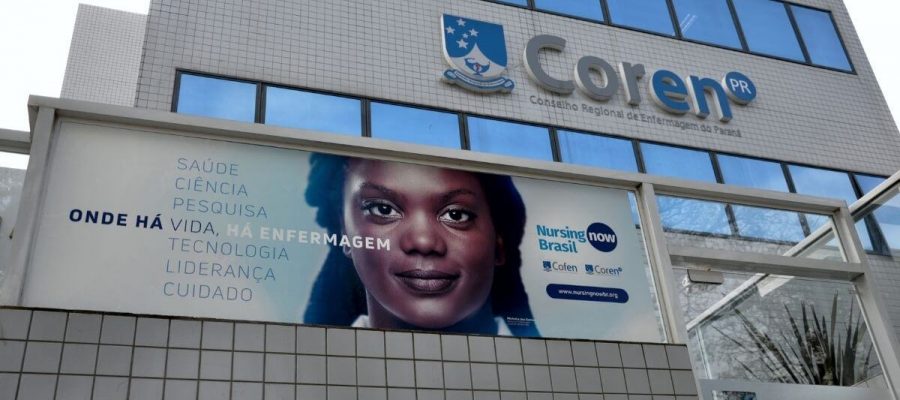 Coren PR
Conselho Regional de Enfermagem do Paraná
SAÚDE
CIÊNCIA
PESQUISA
ONDE HÁ VIDA, HÁ ENFERMAGEM
TECNOLOGIA
LIDERANÇA
CUIDADO
Nursing now
Brasil
Cofen Coren PR
www.nursingnowbr.org